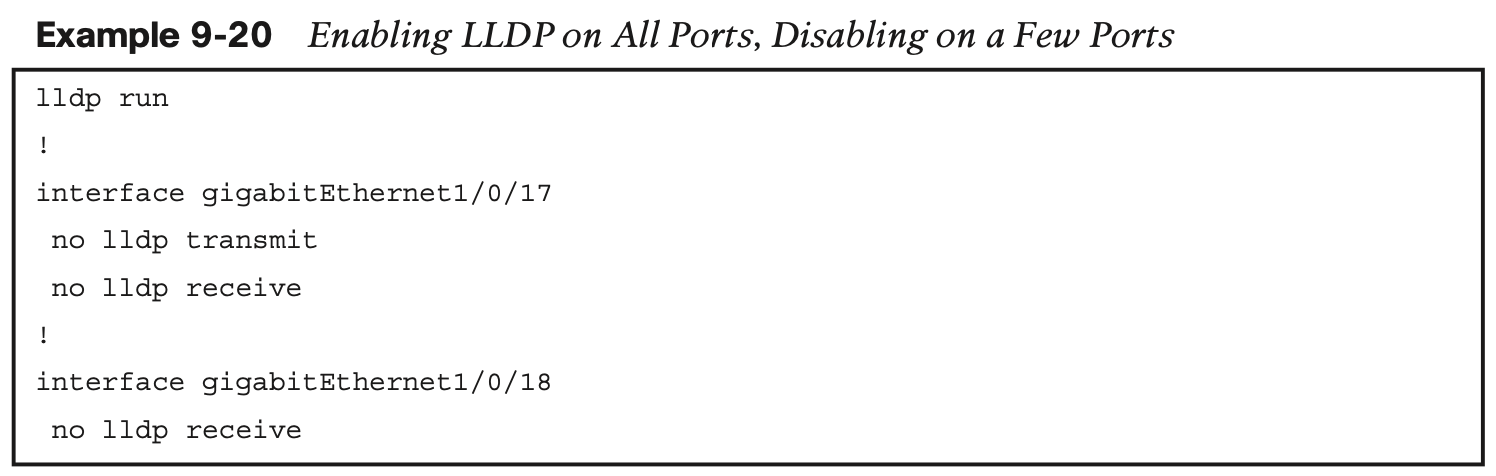 Example 9-20 Enabling LLDP on All Ports, Disabling on a Few Ports
lldp run
!
interface gigabitEthernet1/0/17
 no lldp transmit
 no lldp receive
!
interface gigabitEthernet1/0/18
 no lldp receive